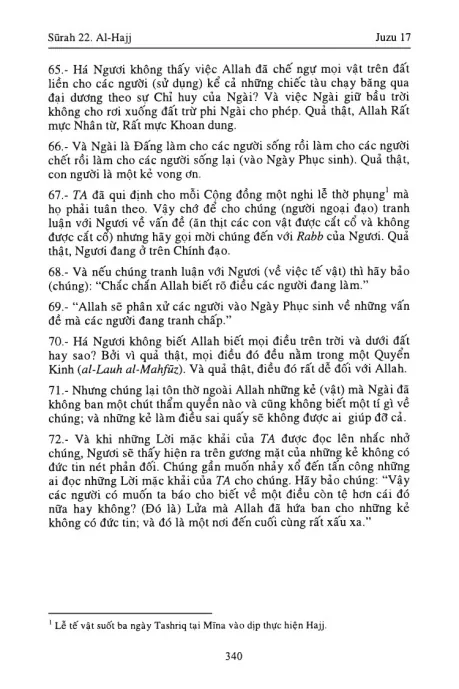 Sūrah 22. Al-Hajj Juzu 17
65.- Há Ngươi không thấy việc Allah đã chế ngự mọi vật trên đất
liền cho các người (sử dụng) kể cả những chiếc tàu chạy băng qua
đại dương theo sự Chỉ huy của Ngài? Và việc Ngài giữ bầu trời
không cho rơi xuống đất trừ phi Ngài cho phép. Quả thật, Allah Rất
mực Nhân từ, Rất mực Khoan dung.
66.- Và Ngài là Đấng làm cho các người sống rồi làm cho các người
chết rồi làm cho các người sống lại (vào Ngày Phục sinh). Quả thật,
con người là một kẻ vong ơn.
67.- TA đã qui định cho mỗi Cộng đồng một nghi lễ thờ phụng¹ mà
họ phải tuân theo. Vậy chớ để cho chúng (người ngoại đạo) tranh
luận với Ngươi về vấn đề (ăn thịt các con vật được cắt cổ và không
được cắt cổ) nhưng hãy gọi mời chúng đến với Rabb của Ngươi. Quả
thật, Ngươi đang ở trên Chính đạo.
68.- Và nếu chúng tranh luận với Ngươi (về việc tế vật) thì hãy bảo
(chúng): “Chắc chắn Allah biết rõ điều các người đang làm.”
69.- “Allah sẽ phân xử các người vào Ngày Phục sinh về những vấn
đề mà các người đang tranh chấp.”
70.- Há Ngươi không biết Allah biết mọi điều trên trời và dưới đất
hay sao? Bởi vì quả thật, mọi điều đó đều nằm trong một Quyển
Kinh (al-Lauh al-Mahfūz). Và quả thật, điều đó rất dễ đối với Allah.
71.- Nhưng chúng lại tôn thờ ngoài Allah những kẻ (vật) mà Ngài đã
không ban một chút thẩm quyền nào và cũng không biết một tí gì về
chúng; và những kẻ làm điều sai quấy sẽ không được ai giúp đỡ cả.
72.- Và khi những Lời mặc khải của TA được đọc lên nhắc nhở
chúng, Ngươi sẽ thấy hiện ra trên gương mặt của những kẻ không có
đức tin nét phản đối. Chúng gần muốn nhảy xổ đến tấn công những
ai đọc những Lời mặc khải của TA cho chúng. Hãy bảo chúng: “Vậy
các người có muốn ta báo cho biết về một điều còn tệ hơn cái đó
nữa hay không? (Đó là) Lửa mà Allah đã hứa ban cho những kẻ
không có đức tin; và đó là một nơi đến cuối cùng rất xấu xa.”
¹ Lễ tế vật suốt ba ngày Tashriq tại Mīna vào dịp thực hiện Hajj.
340